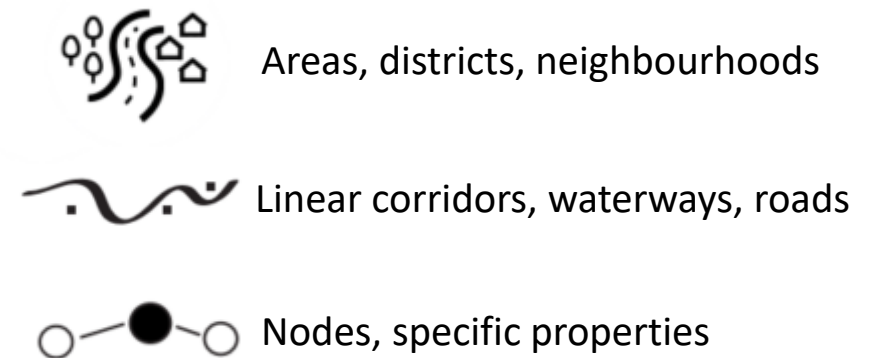 Areas, districts, neighbourhoods
Linear corridors, waterways, roads
Nodes, specific properties